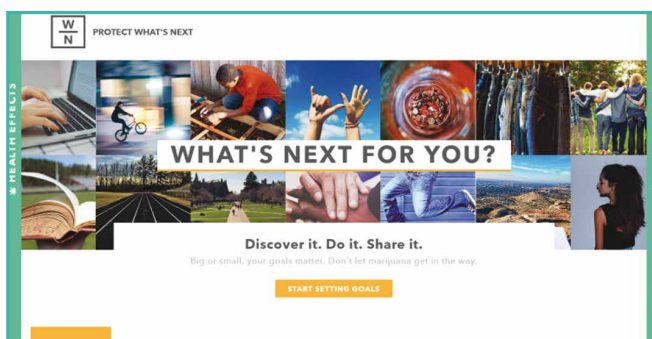 W
N
PROTECT WHAT'S NEXT
HEALTH EFFECTS
WHAT'S NEXT FOR YOU?
Discover it. Do it. Share it.
Big or small, your goals matter. Don't let marijuana get in the way.
START SETTING GOALS